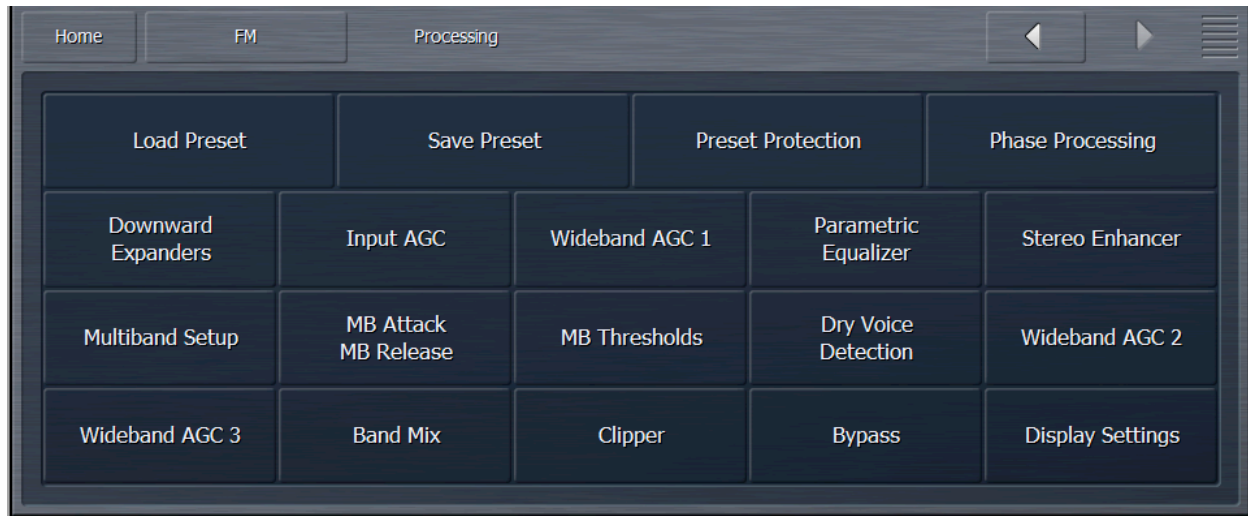 Home FM Processing
Load Preset Save Preset Preset Protection Phase Processing
Downward
Expanders
Input AGC Wideband AGC 1
Parametric
Equalizer
Stereo Enhancer
Multiband Setup
MB Attack
MB Release
MB Thresholds
Dry Voice
Detection
Wideband AGC 2
Wideband AGC 3 Band Mix Clipper Bypass Display Settings